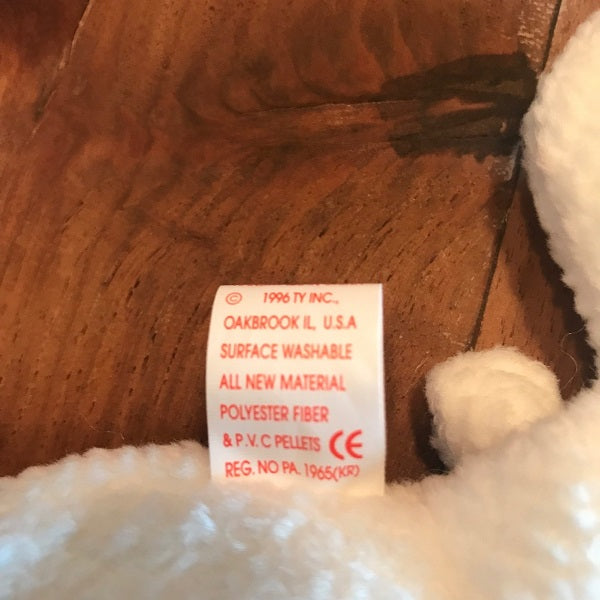 © 1996 TY INC.,
OAKBROOK IL, U.S.A
SURFACE WASHABLE
ALL NEW MATERIAL
POLYESTER FIBER
& P.V.C PELLETS CE
REG. NO PA. 1965(KR)